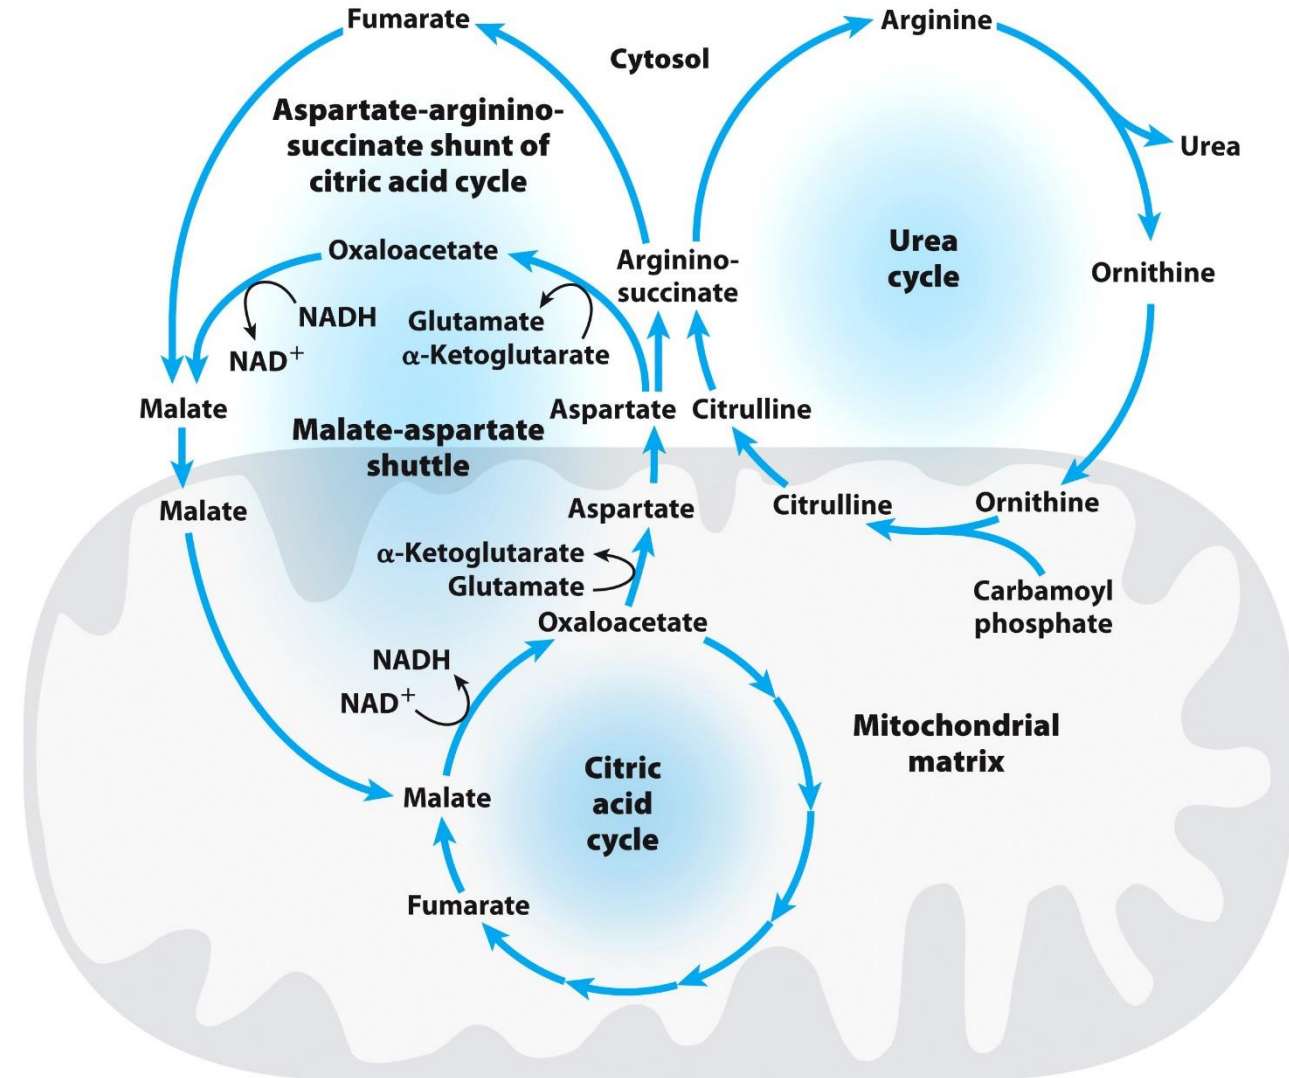 Fumarate
Arginine
Cytosol
Aspartate-arginino-
succinate shunt of
citric acid cycle
Urea
Oxaloacetate
Arginino-
succinate
Urea
cycle
Ornithine
NADH
NAD⁺
Glutamate
α-Ketoglutarate
Malate
Aspartate
Citrulline
Malate-aspartate
shuttle
Malate
Aspartate
Citrulline
Ornithine
α-Ketoglutarate
Glutamate
Carbamoyl
phosphate
Oxaloacetate
NADH
NAD⁺
Mitochondrial
matrix
Citric
acid
cycle
Malate
Fumarate